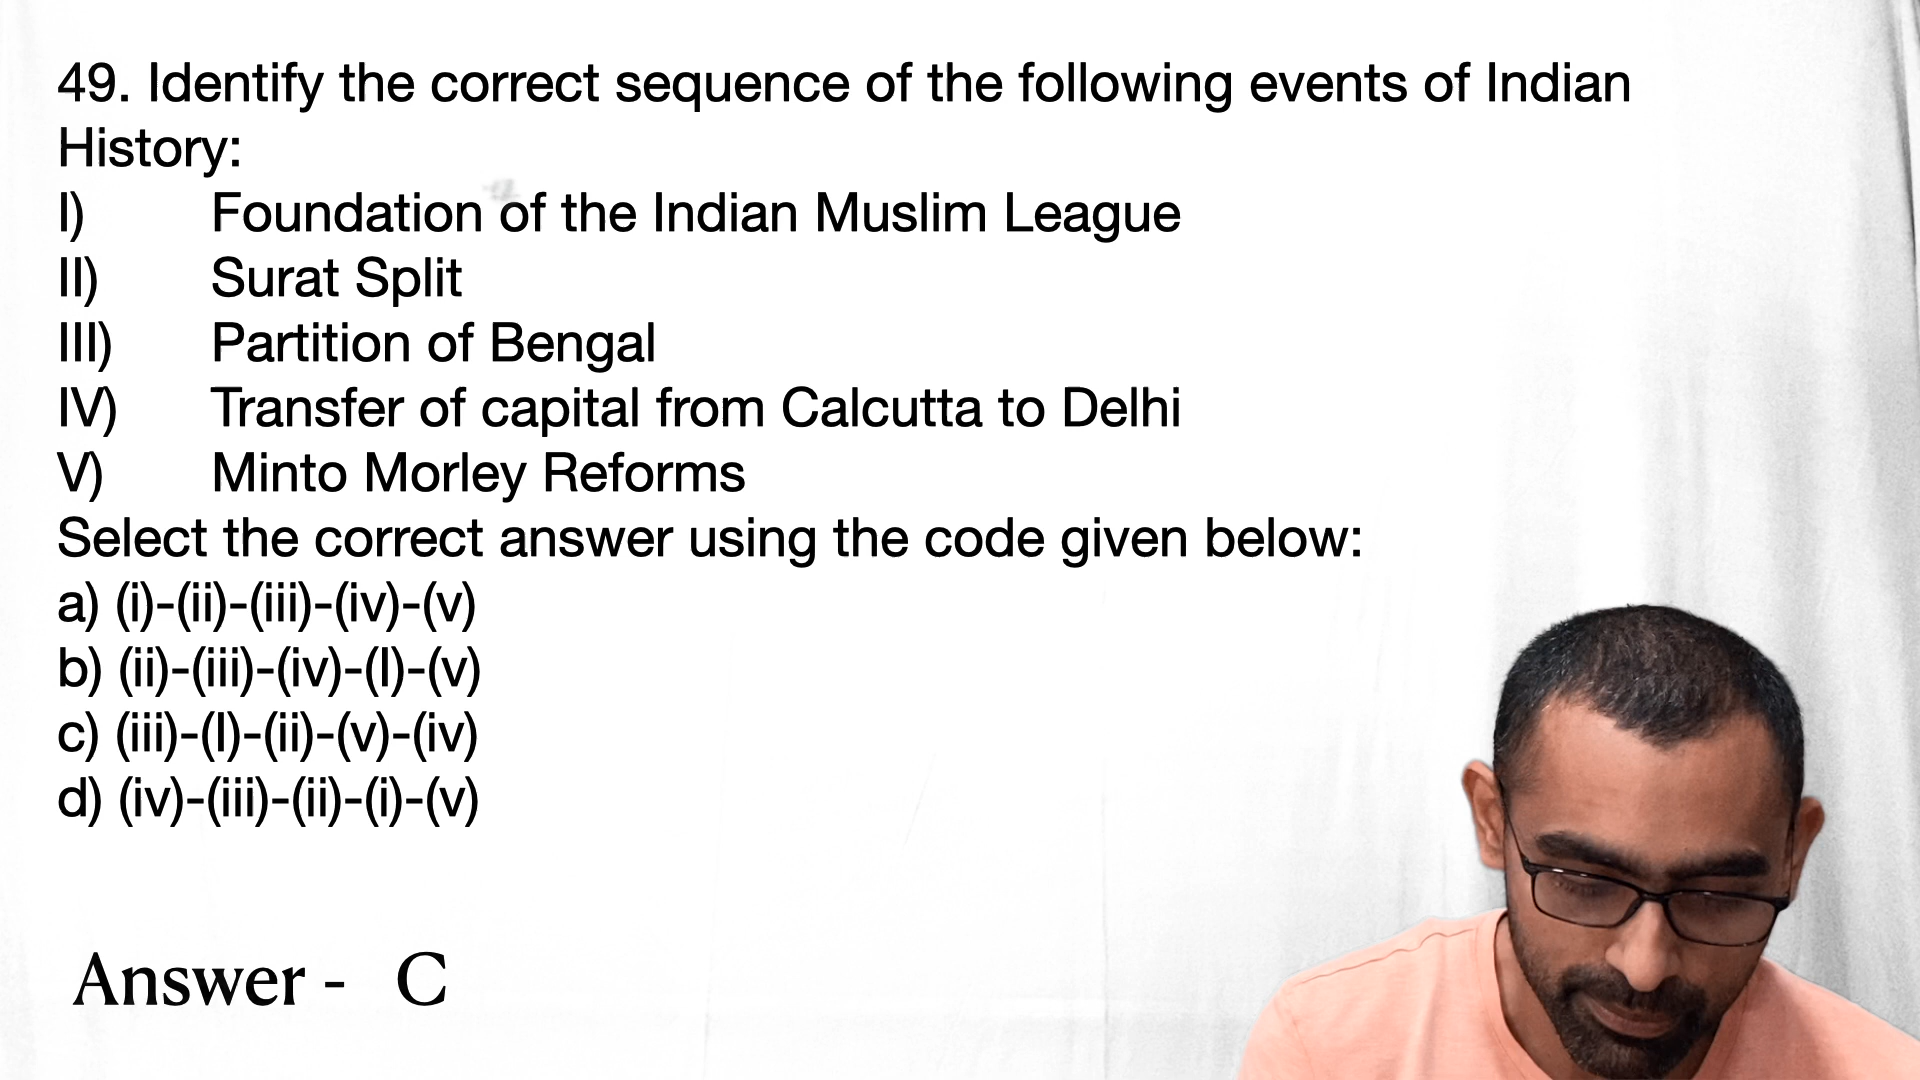 49. Identify the correct sequence of the following events of Indian
History:
I) Foundation of the Indian Muslim League
II) Surat Split
III) Partition of Bengal
IV) Transfer of capital from Calcutta to Delhi
V) Minto Morley Reforms
Select the correct answer using the code given below:
a) (i)-(ii)-(iii)-(iv)-(v)
b) (ii)-(iii)-(iv)-(I)-(v)
c) (iii)-(I)-(ii)-(v)-(iv)
d) (iv)-(iii)-(ii)-(i)-(v)
Answer - C